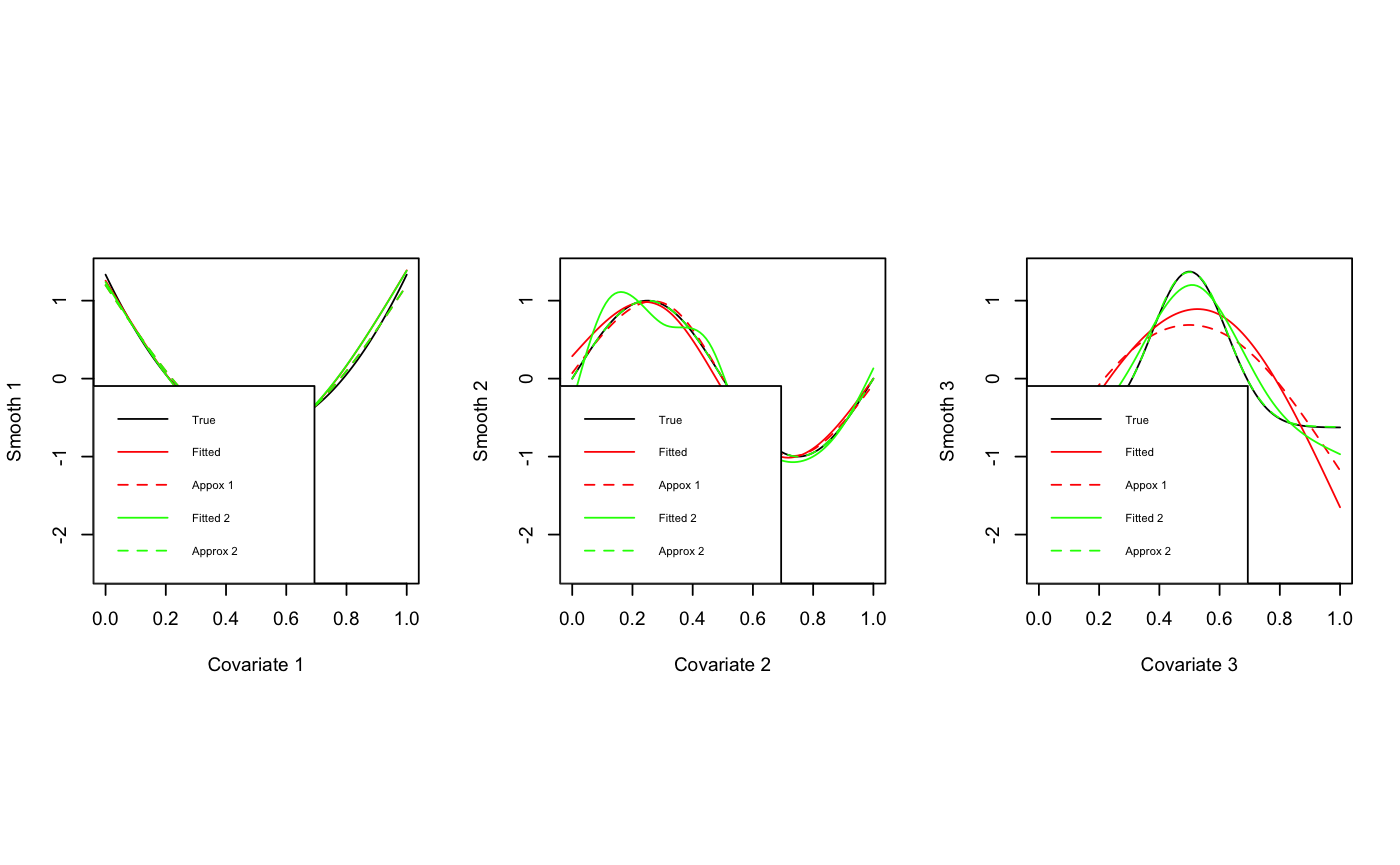 Smooth 1
1
0
-1
-2
True
Fitted
Appox 1
Fitted 2
Approx 2
0.0 0.2 0.4 0.6 0.8 1.0
Covariate 1
Smooth 2
1
0
-1
-2
True
Fitted
Appox 1
Fitted 2
Approx 2
0.0 0.2 0.4 0.6 0.8 1.0
Covariate 2
Smooth 3
1
0
-1
-2
True
Fitted
Appox 1
Fitted 2
Approx 2
0.0 0.2 0.4 0.6 0.8 1.0
Covariate 3